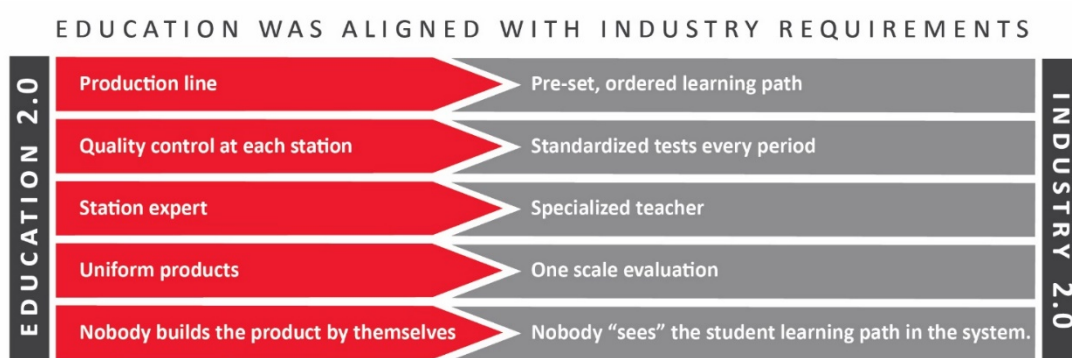 EDUCATION WAS ALIGNED WITH INDUSTRY REQUIREMENTS
EDUCATION 2.0
Production line
Pre-set, ordered learning path
Quality control at each station
Standardized tests every period
Station expert
Specialized teacher
Uniform products
One scale evaluation
Nobody builds the product by themselves
Nobody “sees” the student learning path in the system.
INDUSTRY 2.0